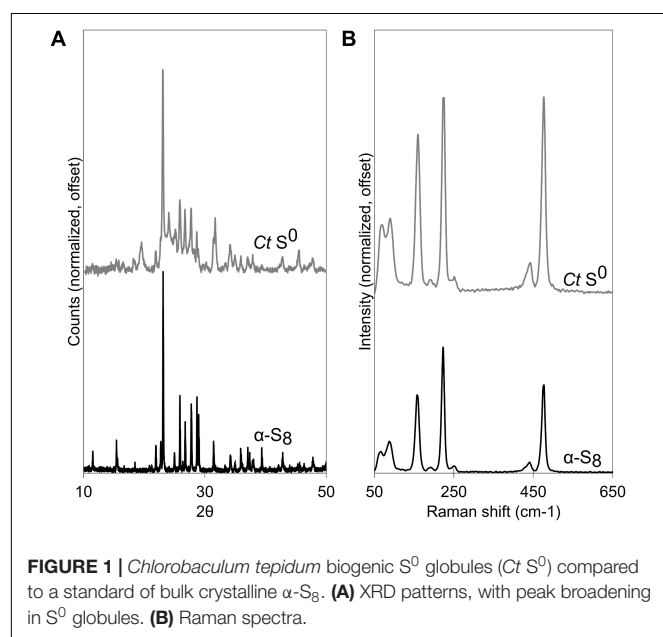 A
B
Counts (normalized, offset)
Ct S⁰
α-S₈
10
30
50
2θ
Intensity (normalized, offset)
Ct S⁰
α-S₈
50
250
450
650
Raman shift (cm-1)
FIGURE 1 | Chlorobaculum tepidum biogenic S⁰ globules (Ct S⁰) compared
to a standard of bulk crystalline α-S₈. (A) XRD patterns, with peak broadening
in S⁰ globules. (B) Raman spectra.